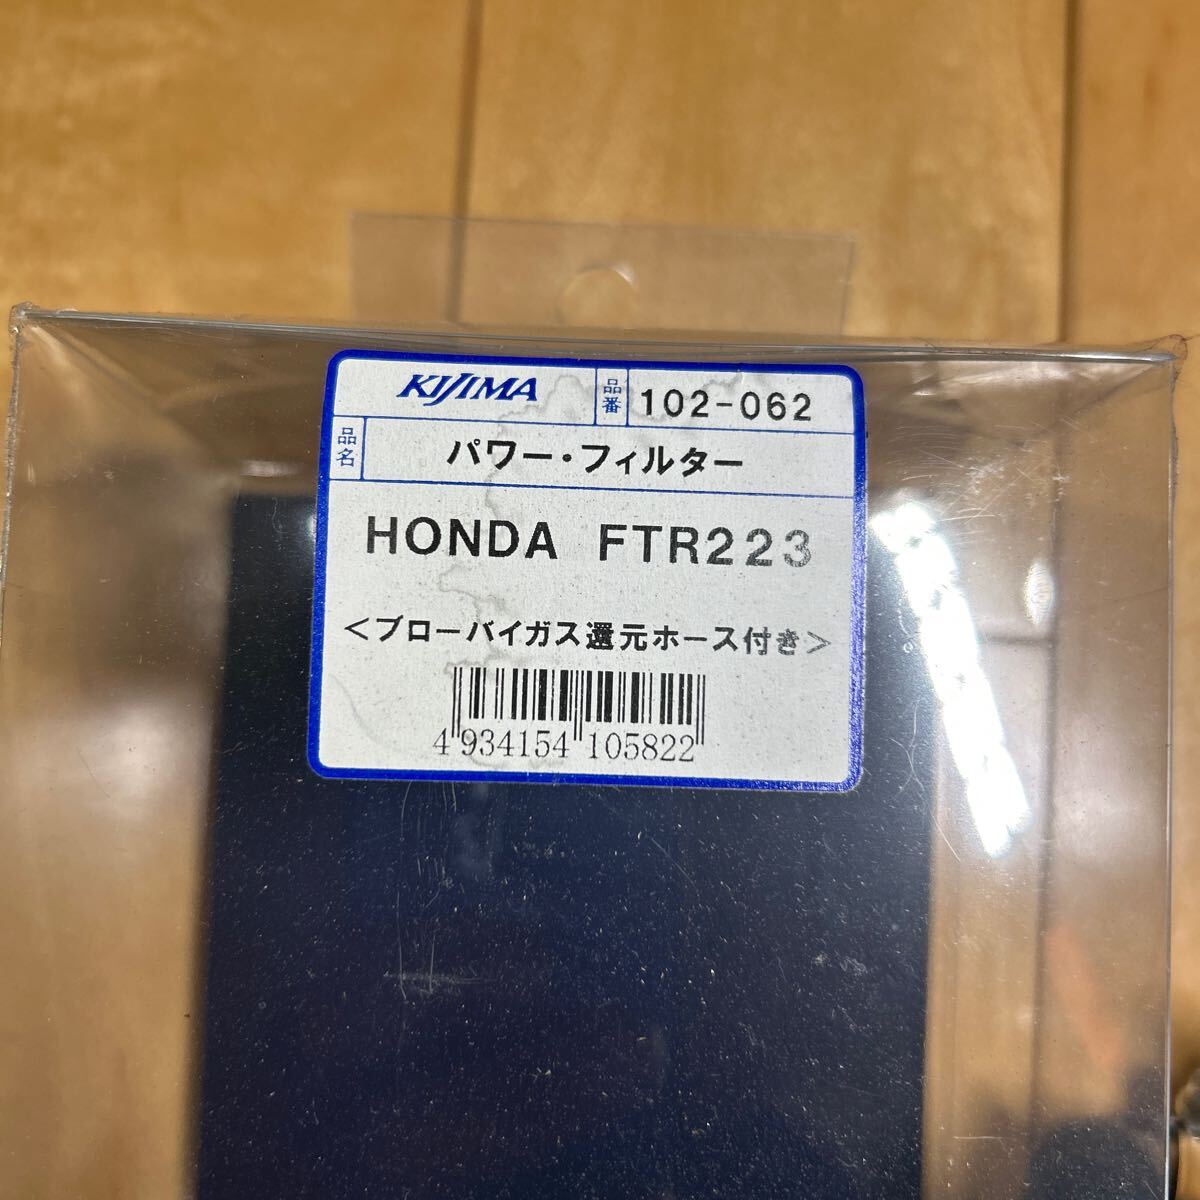 KIJIMA 品番 102-062
品名 パワー・フィルター
HONDA FTR223
<ブローバイガス還元ホース付き>
4 934154 105822